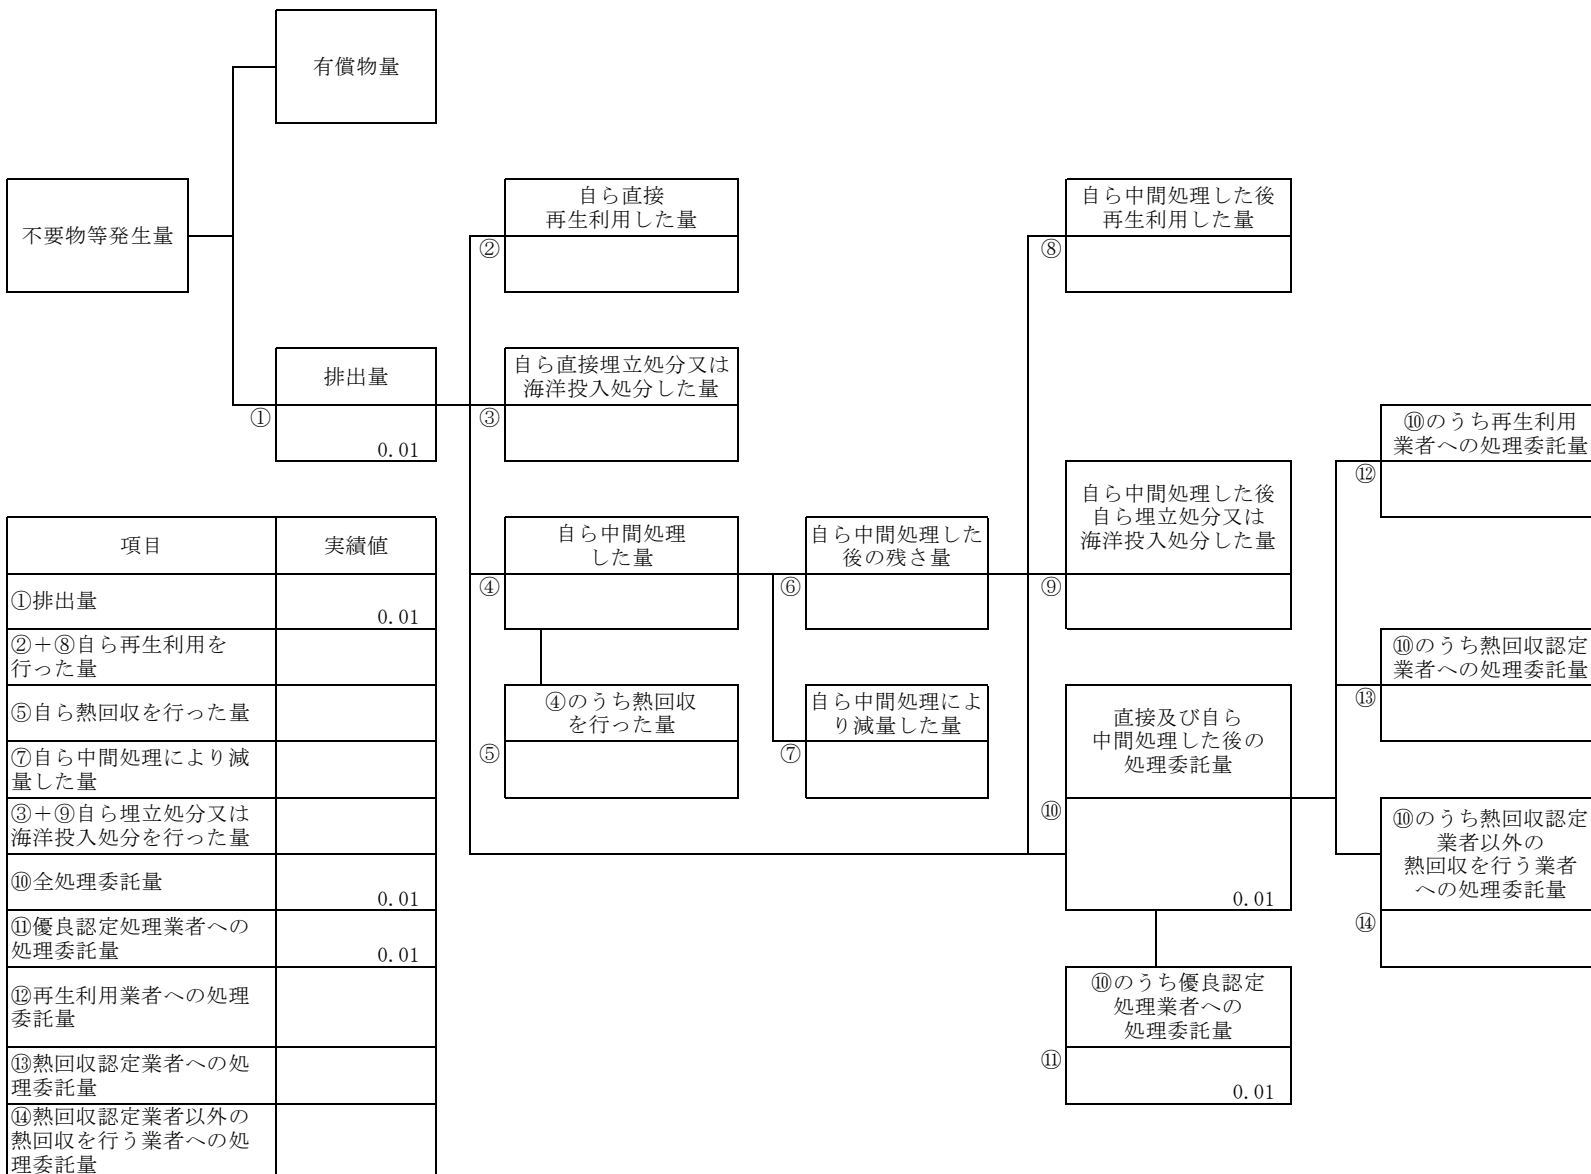 有償物量
不要物等発生量
自ら直接
再生利用した量
②
自ら中間処理した後
再生利用した量
⑧
排出量
①
0.01
自ら直接埋立処分又は
海洋投入処分した量
③
⑩のうち再生利用
業者への処理委託量
⑫
自ら中間処理した後
自ら埋立処分又は
海洋投入処分した量
⑨
自ら中間処理
した量
④
自ら中間処理した
後の残さ量
⑥
④のうち熱回収
を行った量
⑤
自ら中間処理によ
り減量した量
⑦
直接及び自ら
中間処理した後の
処理委託量
⑩
0.01
⑩のうち熱回収認定
業者への処理委託量
⑬
⑩のうち熱回収認定
業者以外の
熱回収を行う業者
への処理委託量
⑭
⑩のうち優良認定
処理業者への
処理委託量
⑪
0.01
項目 実績値
①排出量
0.01
②+⑧自ら再生利用を
行った量
⑤自ら熱回収を行った量
⑦自ら中間処理により減
量した量
③+⑨自ら埋立処分又は
海洋投入処分を行った量
⑩全処理委託量
0.01
⑪優良認定処理業者への
処理委託量
0.01
⑫再生利用業者への処理
委託量
⑬熱回収認定業者への処
理委託量
⑭熱回収認定業者以外の
熱回収を行う業者への処
理委託量